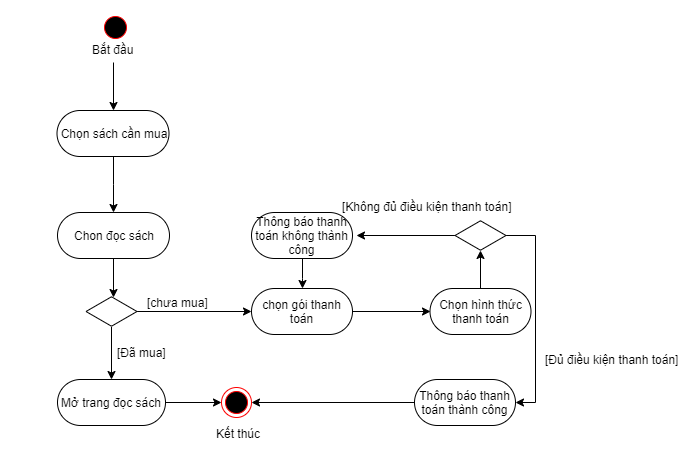 Bắt đầu
Chọn sách cần mua
Chon đọc sách
[chưa mua]
[Đã mua]
Mở trang đọc sách
Kết thúc
[Không đủ điều kiện thanh toán]
Thông báo thanh
toán không thành
công
chọn gói thanh
toán
Chọn hình thức
thanh toán
[Đủ điều kiện thanh toán]
Thông báo thanh
toán thành công